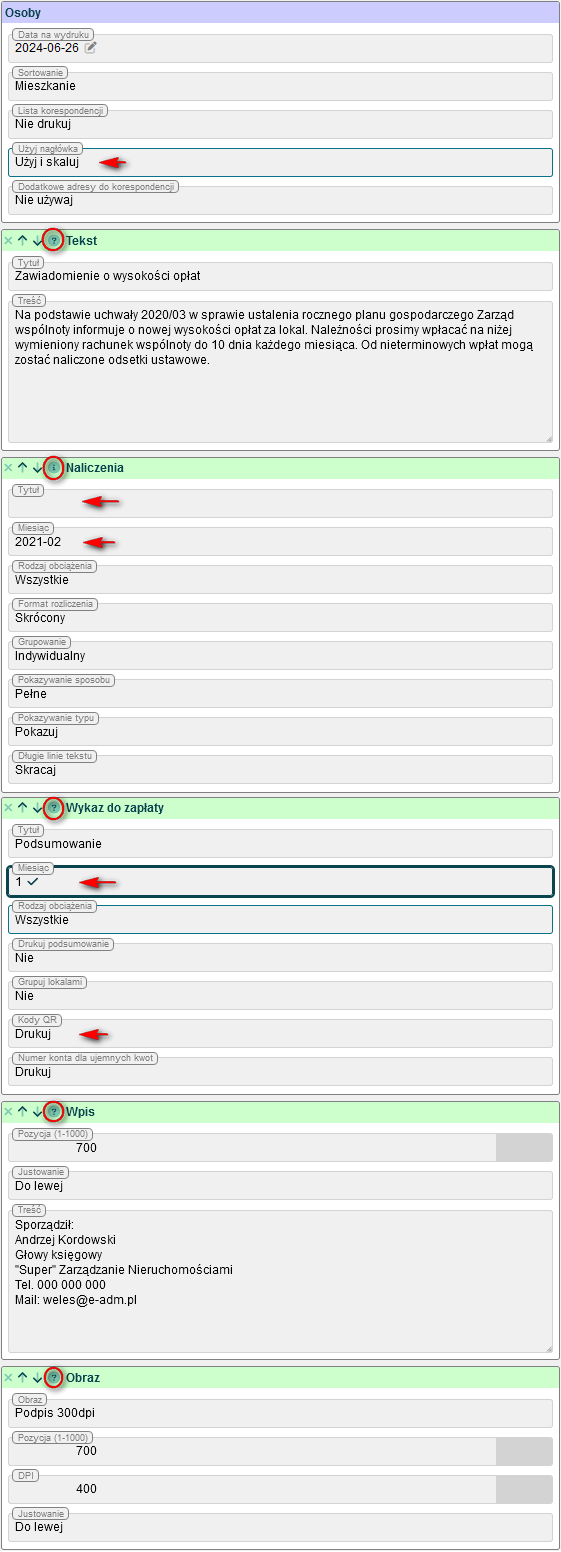 Osoby
Data na wydruku
2024-06-26
Sortowanie
Mieszkanie
Lista korespondencji
Nie drukuj
Użyj nagłówka
Użyj i skaluj
Dodatkowe adresy do korespondencji
Nie używaj
Tekst
Tytuł
Zawiadomienie o wysokości opłat
Treść
Na podstawie uchwały 2020/03 w sprawie ustalenia rocznego planu gospodarczego Zarząd
wspólnoty informuje o nowej wysokości opłat za lokal. Należności prosimy wpłacać na niżej
wymieniony rachunek wspólnoty do 10 dnia każdego miesiąca. Od nieterminowych wpłat mogą
zostać naliczone odsetki ustawowe.
Naliczenia
Tytuł
Miesiąc
2021-02
Rodzaj obciążenia
Wszystkie
Format rozliczenia
Skrócony
Grupowanie
Indywidualny
Pokazywanie sposobu
Pełne
Pokazywanie typu
Pokazuj
Długie linie tekstu
Skracaj
Wykaz do zapłaty
Tytuł
Podsumowanie
Miesiąc
1
Rodzaj obciążenia
Wszystkie
Drukuj podsumowanie
Nie
Grupuj lokalami
Nie
Kody QR
Drukuj
Numer konta dla ujemnych kwot
Drukuj
Wpis
Pozycja (1-1000)
700
Justowanie
Do lewej
Treść
Sporządził:
Andrzej Kordowski
Głowy księgowy
"Super" Zarządzanie Nieruchomościami
Tel. 000 000 000
Mail: weles@e-adm.pl
Obraz
Obraz
Podpis 300dpi
Pozycja (1-1000)
700
DPI
400
Justowanie
Do lewej